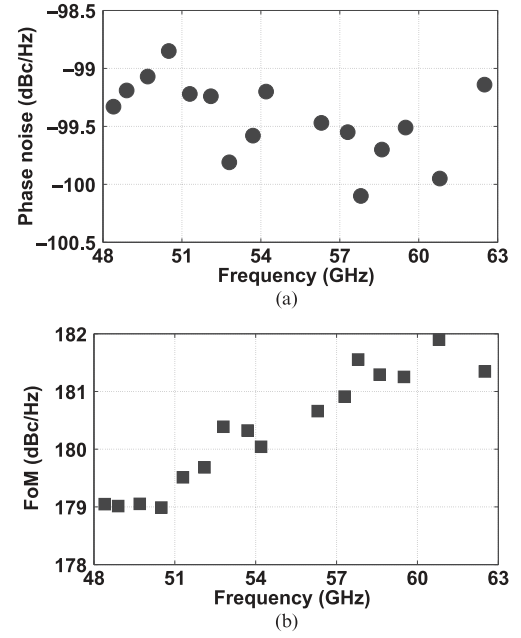 −98.5
−99
−99.5
−100
−100.5
Phase noise (dBc/Hz)
48 51 54 57 60 63
Frequency (GHz)
(a)
182
181
180
179
178
FoM (dBc/Hz)
48 51 54 57 60 63
Frequency (GHz)
(b)